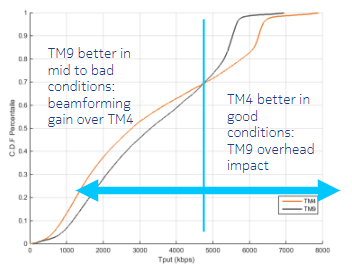 1
0.9
0.8
0.7
0.6
0.5
0.4
0.3
0.2
0.1
0
C.D.F. Percentaile
TM9 better in
mid to bad
conditions:
beamforming
gain over TM4
TM4 better in
good
conditions:
TM9 overhead
impact
TM4
TM9
0 1000 2000 3000 4000 5000 6000 7000 8000
Tput (kbps)